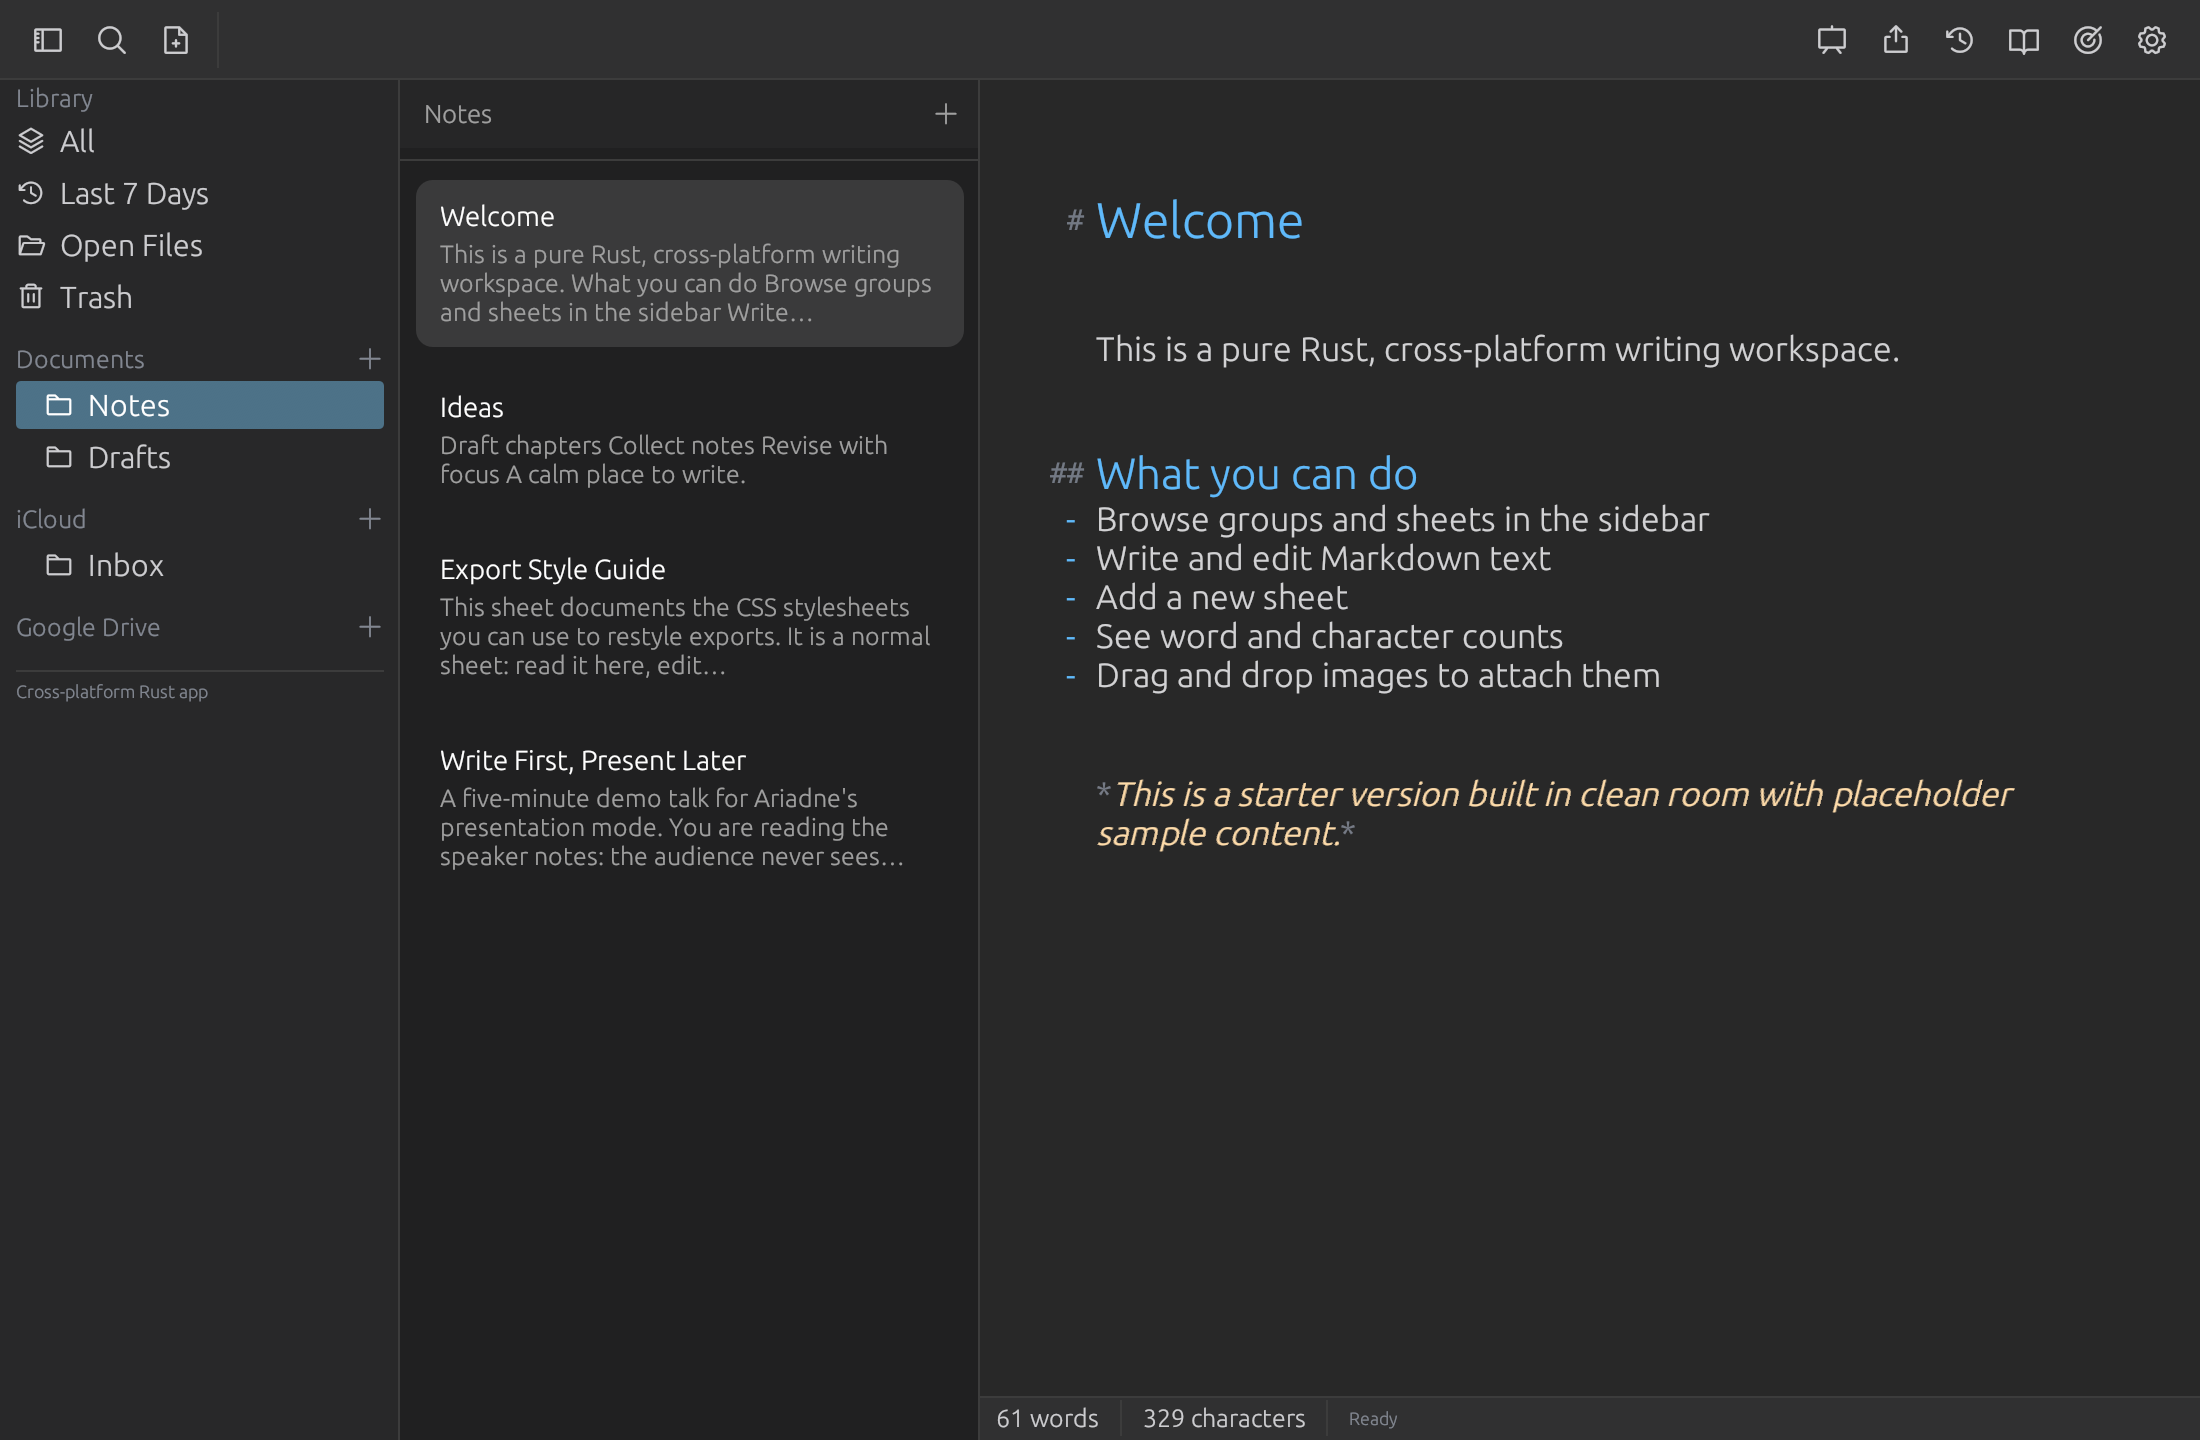 Library
All
Last 7 Days
Open Files
Trash
Documents
Notes
Drafts
iCloud
Inbox
Google Drive
Cross-platform Rust app
Notes
Welcome
This is a pure Rust, cross-platform writing
workspace. What you can do Browse groups
and sheets in the sidebar Write…
Ideas
Draft chapters Collect notes Revise with
focus A calm place to write.
Export Style Guide
This sheet documents the CSS stylesheets
you can use to restyle exports. It is a normal
sheet: read it here, edit…
Write First, Present Later
A five-minute demo talk for Ariadne's
presentation mode. You are reading the
speaker notes: the audience never sees…
# Welcome
This is a pure Rust, cross-platform writing workspace.
## What you can do
- Browse groups and sheets in the sidebar
- Write and edit Markdown text
- Add a new sheet
- See word and character counts
- Drag and drop images to attach them
*This is a starter version built in clean room with placeholder
sample content.*
61 words
329 characters
Ready